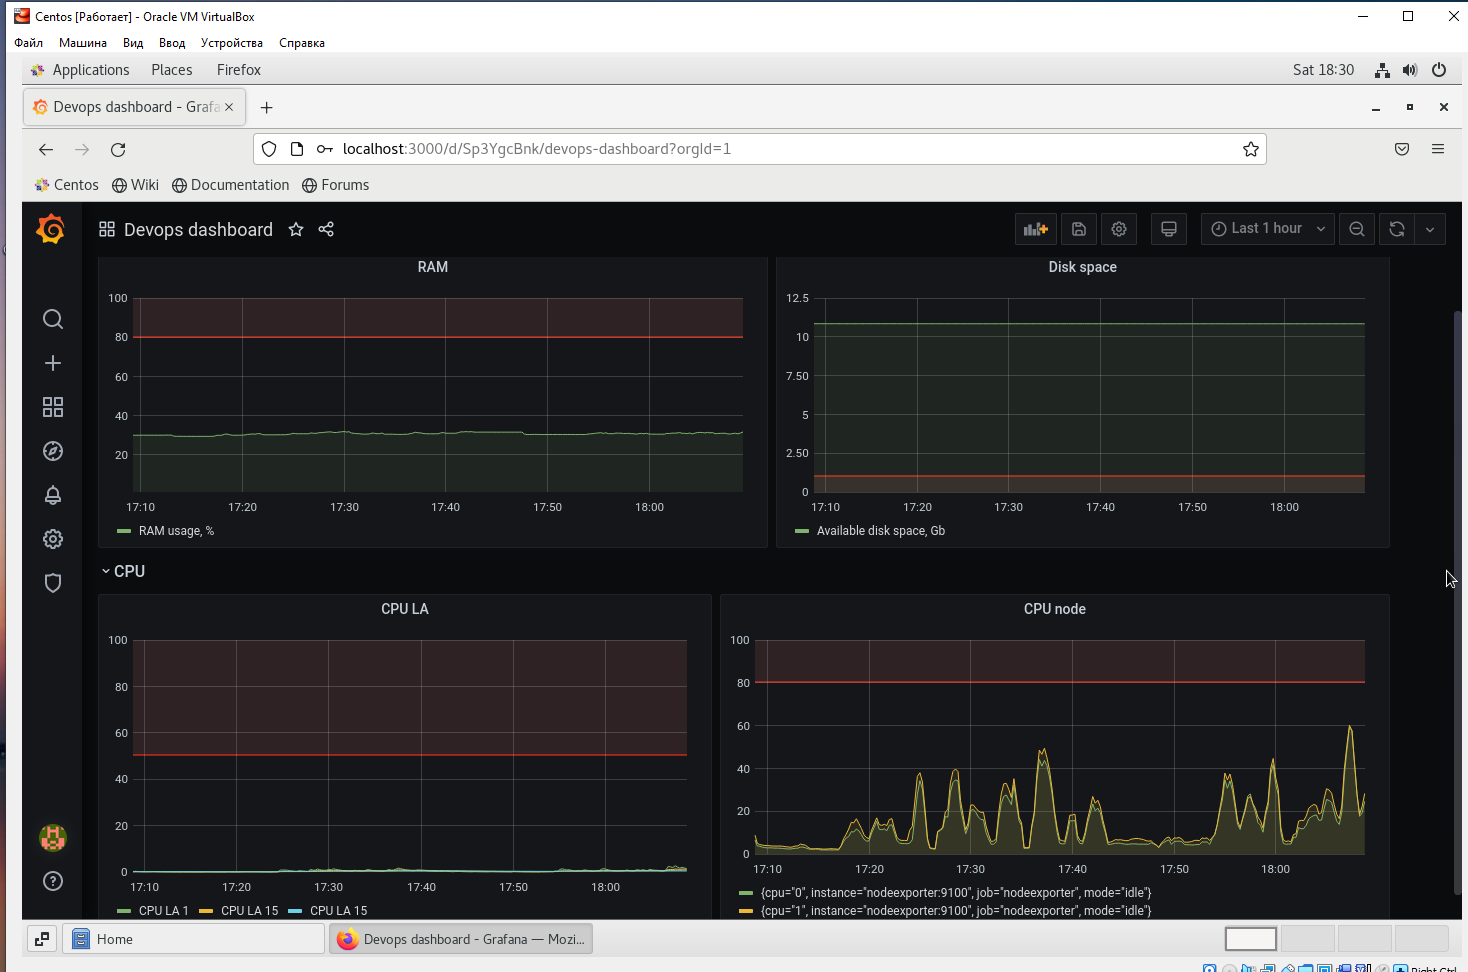 Centos [Работает] - Oracle VM VirtualBox
Файл Машина Вид Ввод Устройства Справка
Applications Places Firefox Sat 18:30
Devops dashboard - Grafa
localhost:3000/d/Sp3YgcBnk/devops-dashboard?orgId=1
Centos Wiki Documentation Forums
Devops dashboard Last 1 hour
RAM
100
80
60
40
20
17:10 17:20 17:30 17:40 17:50 18:00
RAM usage, %
Disk space
12.5
10
7.50
5
2.50
0
17:10 17:20 17:30 17:40 17:50 18:00
Available disk space, Gb
CPU
CPU LA
100
80
60
40
20
0
17:10 17:20 17:30 17:40 17:50 18:00
CPU LA 1 CPU LA 15 CPU LA 15
CPU node
100
80
60
40
20
0
17:10 17:20 17:30 17:40 17:50 18:00
{cpu="0", instance="nodeexporter:9100", job="nodeexporter", mode="idle"}
{cpu="1", instance="nodeexporter:9100", job="nodeexporter", mode="idle"}
Home Devops dashboard - Grafana — Mozi...
Right Ctrl